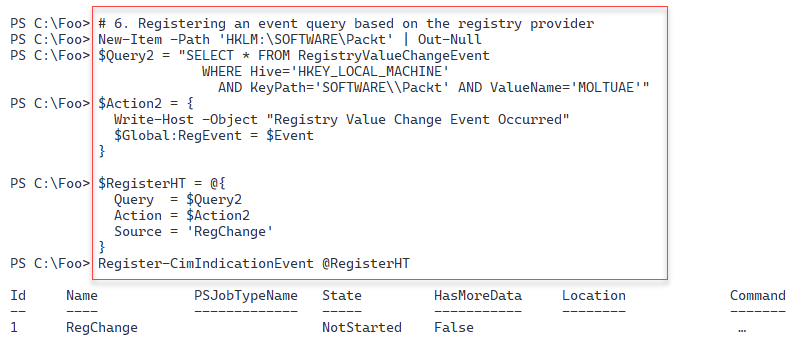 PS C:\Foo> # 6. Registering an event query based on the registry provider
PS C:\Foo> New-Item -Path 'HKLM:\SOFTWARE\Packt' | Out-Null
PS C:\Foo> $Query2 = "SELECT * FROM RegistryValueChangeEvent
WHERE Hive='HKEY_LOCAL_MACHINE'
AND KeyPath='SOFTWARE\\Packt' AND ValueName='MOLTUAE'"
PS C:\Foo> $Action2 = {
Write-Host -Object "Registry Value Change Event Occurred"
$Global:RegEvent = $Event
}
PS C:\Foo> $RegisterHT = @{
Query = $Query2
Action = $Action2
Source = 'RegChange'
}
PS C:\Foo> Register-CimIndicationEvent @RegisterHT
Id Name PSJobTypeName State HasMoreData Location Command
-- ---- ------------- ----- ----------- -------- -------
1 RegChange NotStarted False …